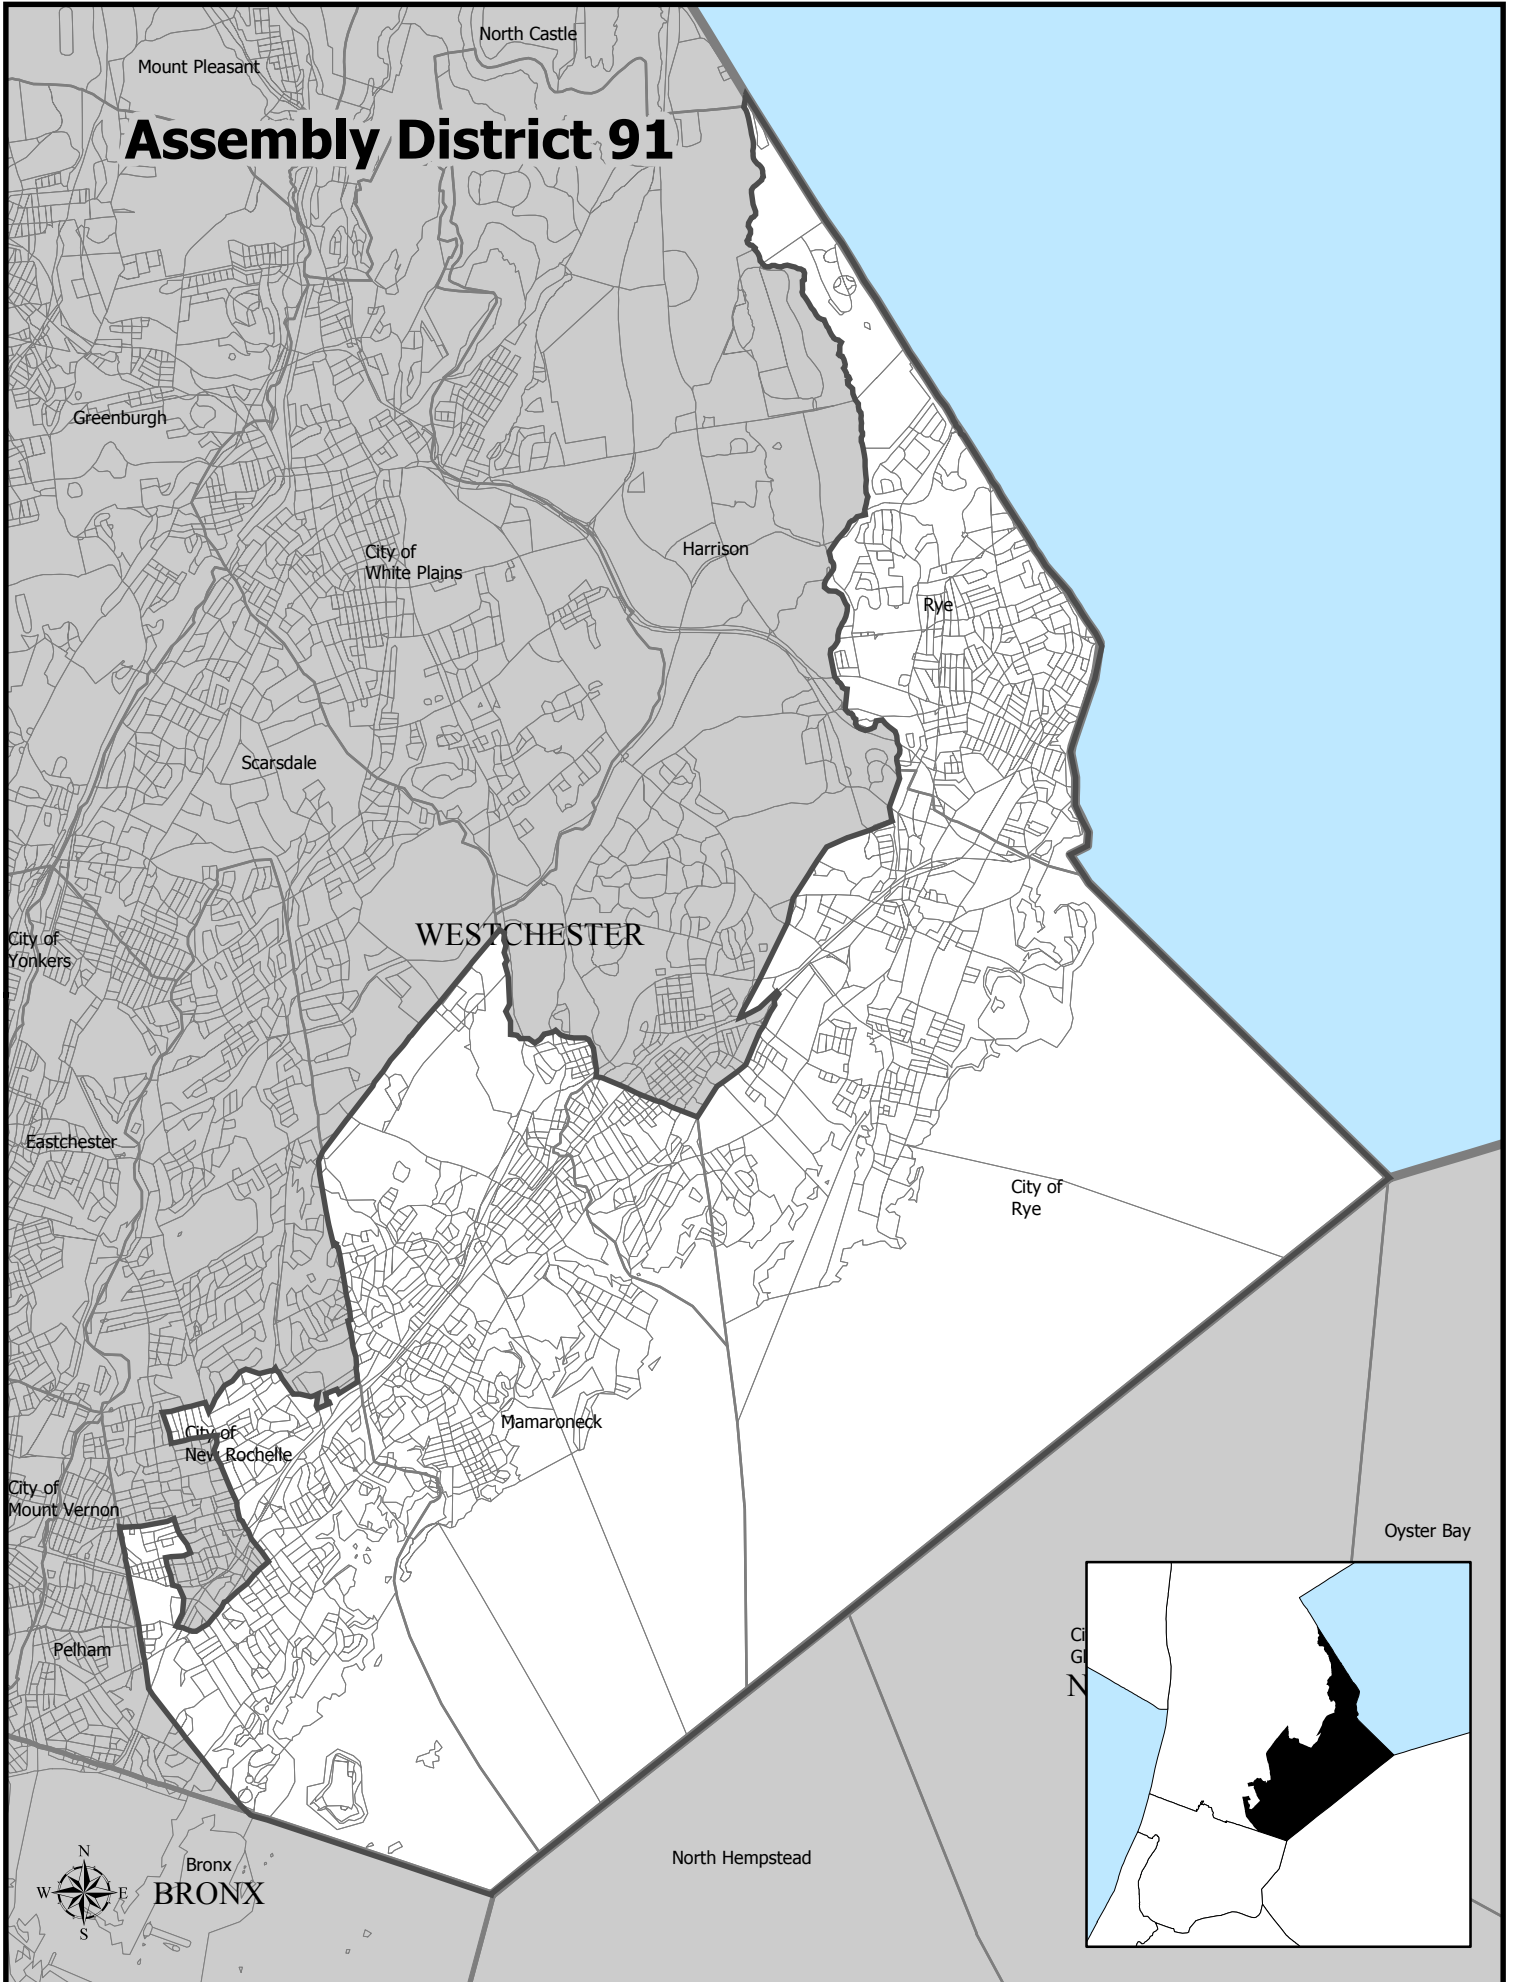 North Castle
Mount Pleasant
Assembly District 91
Greenburgh
City of
White Plains
Harrison
Rye
Scarsdale
WESTCHESTER
City of
Yonkers
Eastchester
City of
Rye
Mamaroneck
City of
New Rochelle
City of
Mount Vernon
Oyster Bay
Pelham
Ci
Gl
N
North Hempstead
Bronx
BRONX
N
W
E
S